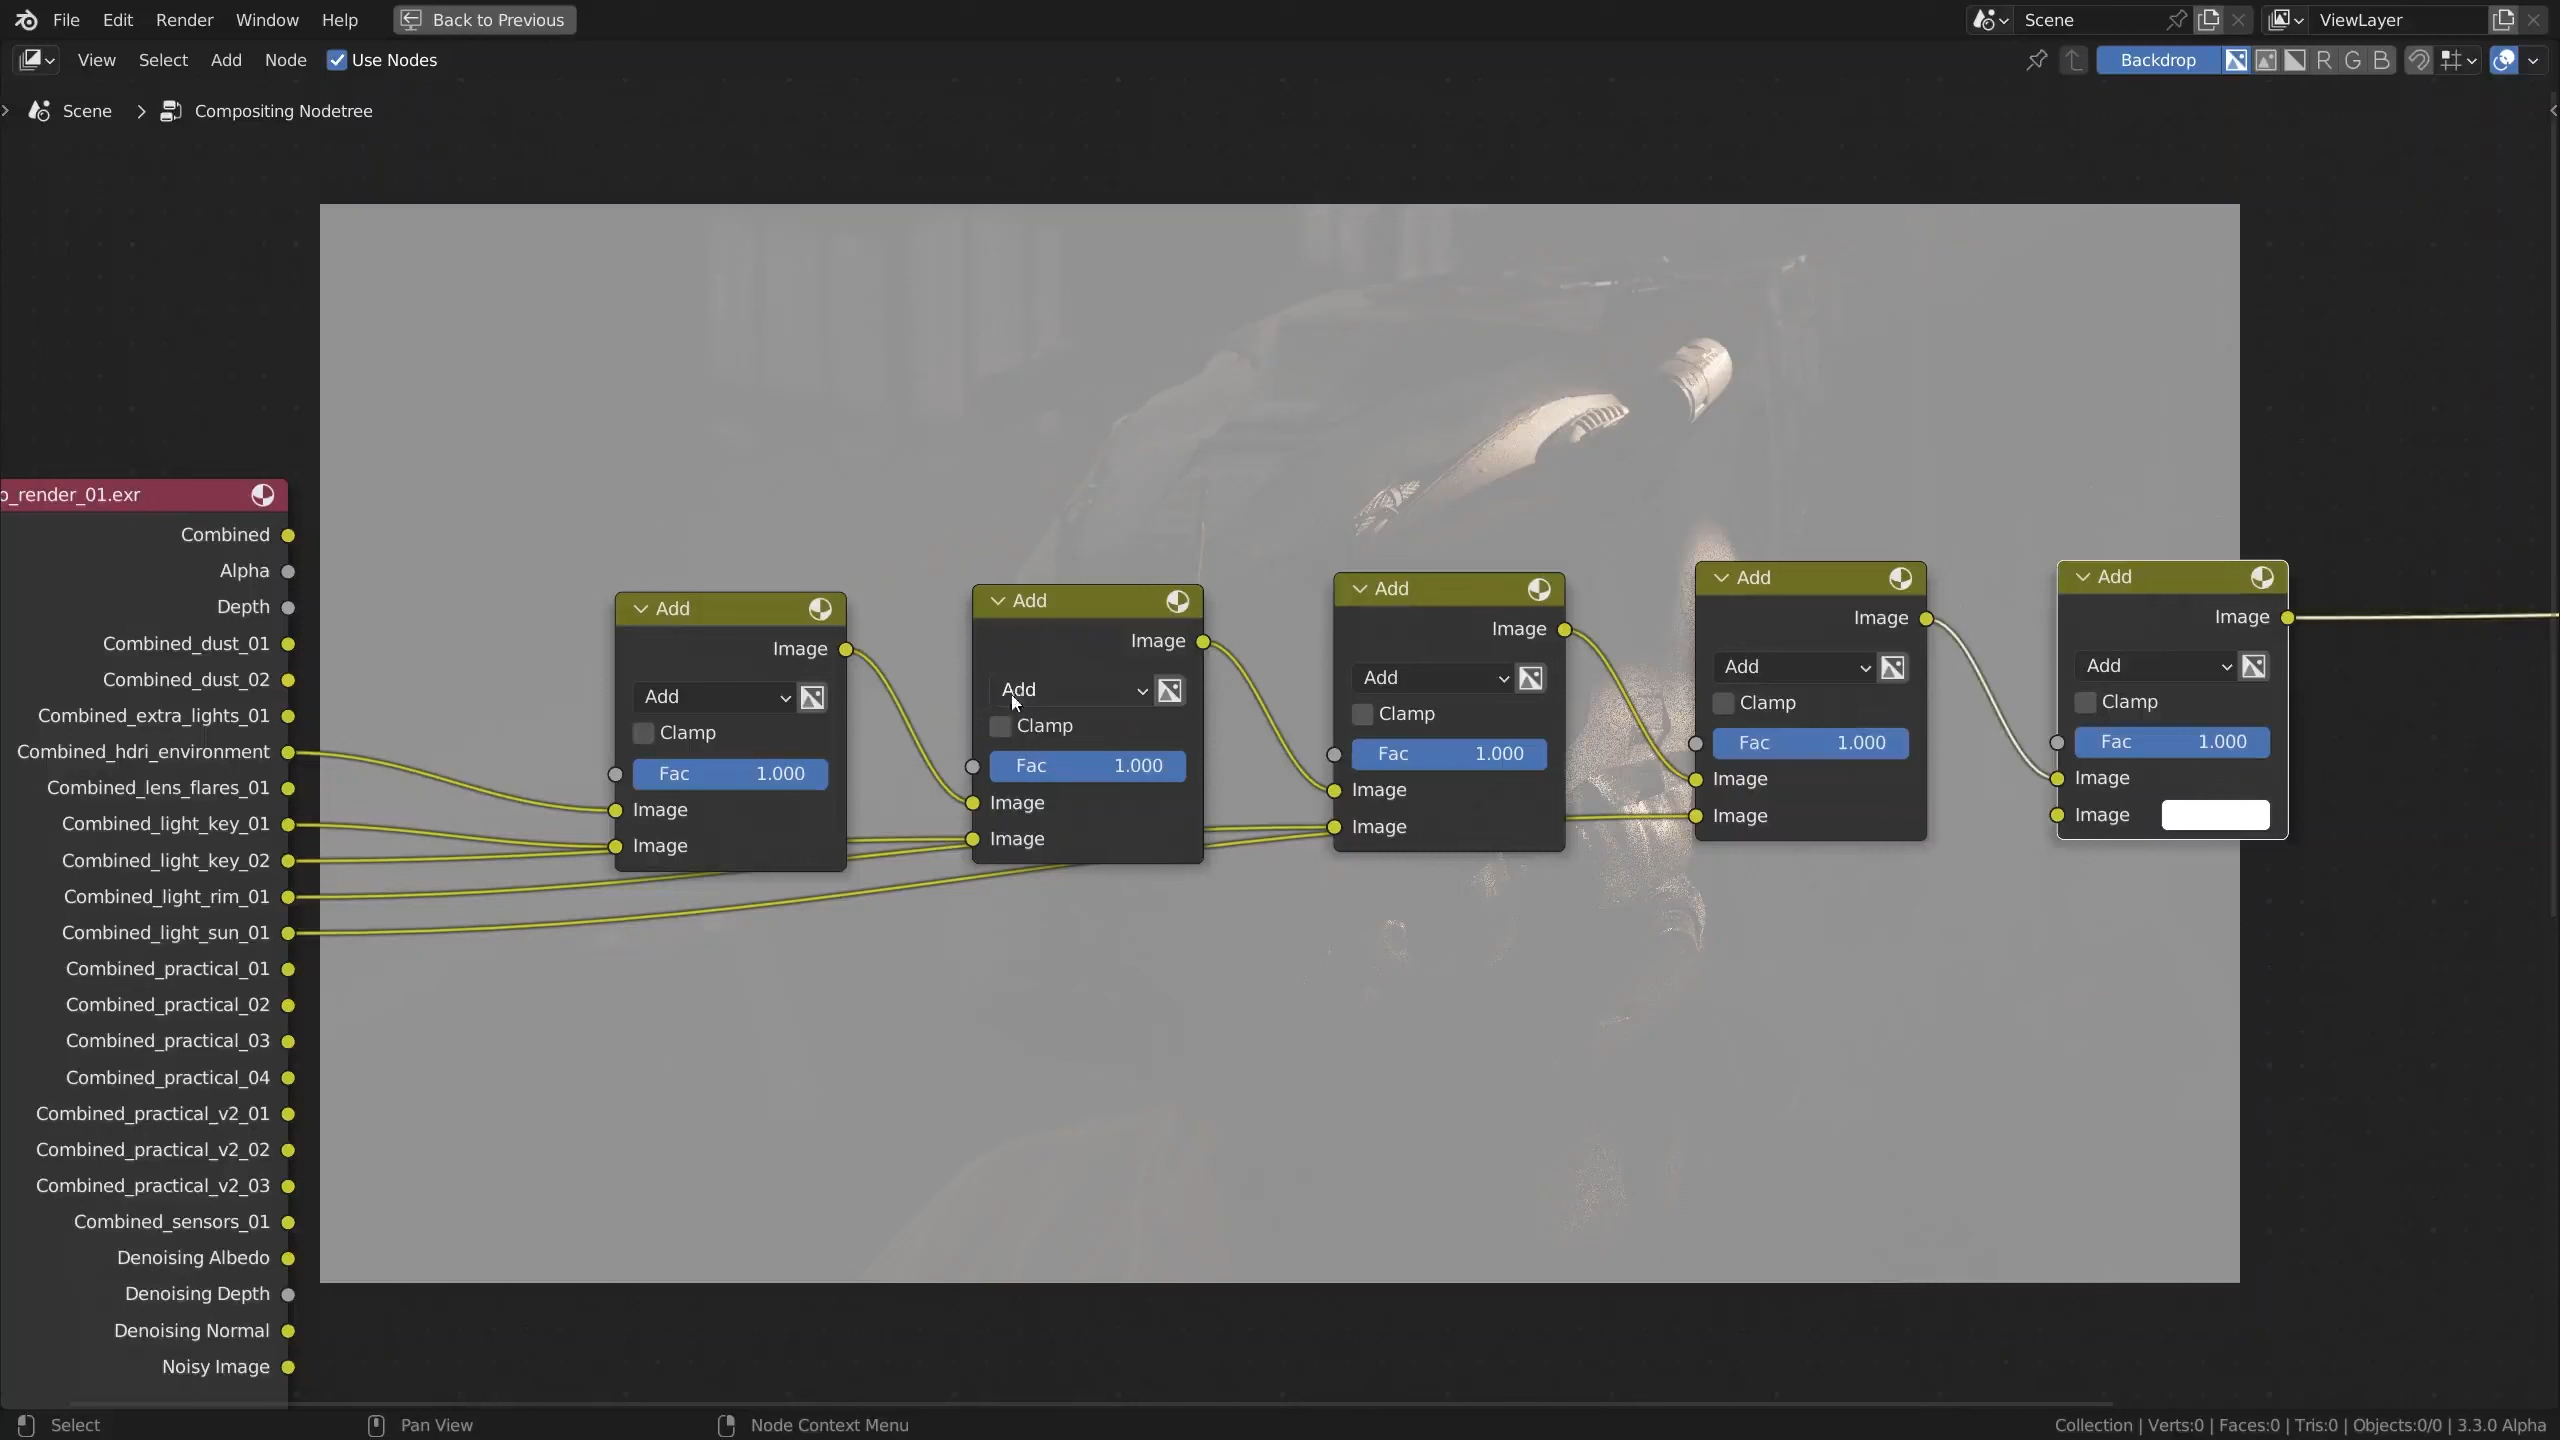 File Edit Render Window Help Back to Previous Scene ViewLayer
View Select Add Node Use Nodes Backdrop R G B
Scene Compositing Nodetree
o_render_01.exr
Combined
Alpha
Depth
Combined_dust_01
Combined_dust_02
Combined_extra_lights_01
Combined_hdri_environment
Combined_lens_flares_01
Combined_light_key_01
Combined_light_key_02
Combined_light_rim_01
Combined_light_sun_01
Combined_practical_01
Combined_practical_02
Combined_practical_03
Combined_practical_04
Combined_practical_v2_01
Combined_practical_v2_02
Combined_practical_v2_03
Combined_sensors_01
Denoising Albedo
Denoising Depth
Denoising Normal
Noisy Image
Add
Image
Add
Clamp
Fac 1.000
Image
Image
Add
Image
Add
Clamp
Fac 1.000
Image
Image
Add
Image
Add
Clamp
Fac 1.000
Image
Image
Add
Image
Add
Clamp
Fac 1.000
Image
Image
Add
Image
Add
Clamp
Fac 1.000
Image
Image
Select Pan View Node Context Menu Collection | Verts:0 | Faces:0 | Tris:0 | Objects:0/0 | 3.3.0 Alpha